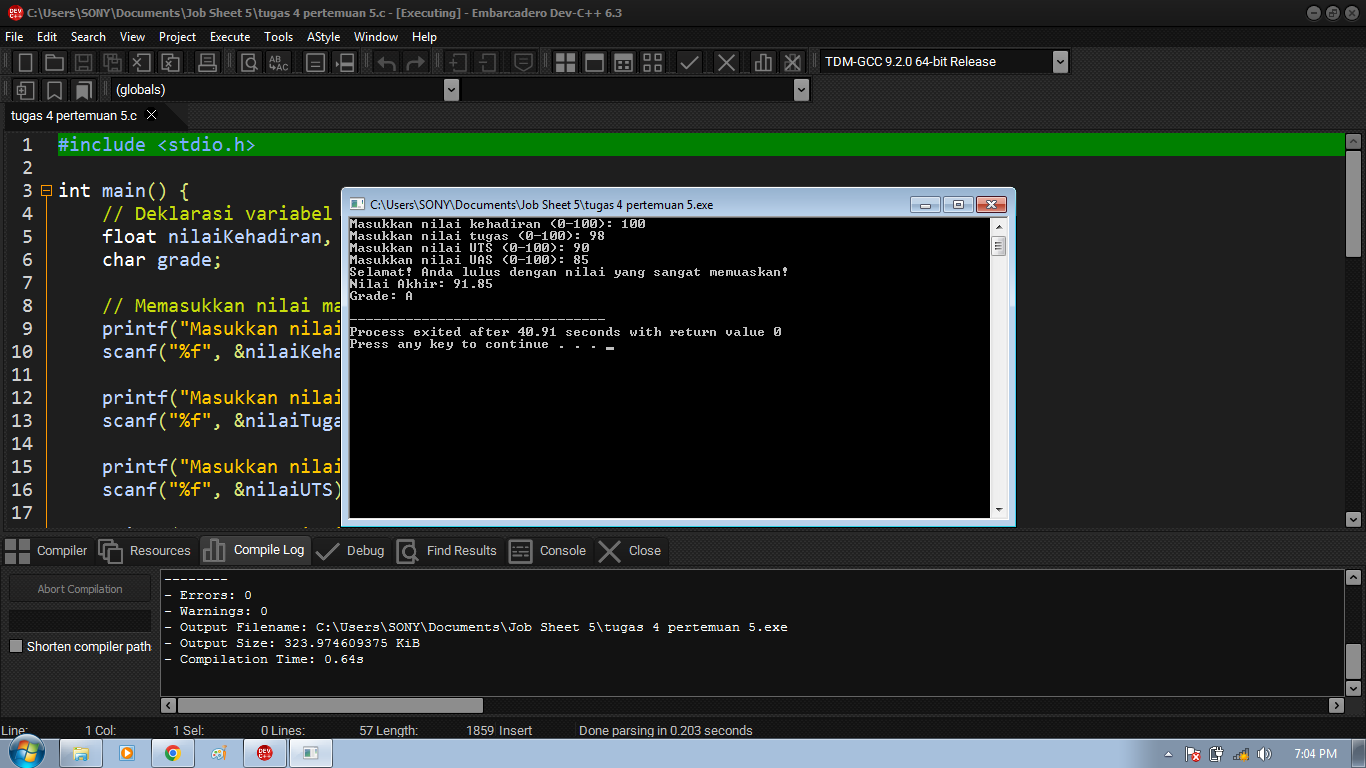 C:\Users\SONY\Documents\Job Sheet 5\tugas 4 pertemuan 5.c - [Executing] - Embarcadero Dev-C++ 6.3
File Edit Search View Project Execute Tools AStyle Window Help
TDM-GCC 9.2.0 64-bit Release
(globals)
tugas 4 pertemuan 5.c
1 #include <stdio.h>
2
3 int main() {
4 // Deklarasi variabel
5 float nilaiKehadiran,
6 char grade;
7
8 // Memasukkan nilai ma
9 printf("Masukkan nilai
10 scanf("%f", &nilaiKeha
11
12 printf("Masukkan nilai
13 scanf("%f", &nilaiTuga
14
15 printf("Masukkan nilai
16 scanf("%f", &nilaiUTS)
17
C:\Users\SONY\Documents\Job Sheet 5\tugas 4 pertemuan 5.exe
Masukkan nilai kehadiran (0-100): 100
Masukkan nilai tugas (0-100): 98
Masukkan nilai UTS (0-100): 90
Masukkan nilai UAS (0-100): 85
Selamat! Anda lulus dengan nilai yang sangat memuaskan!
Nilai Akhir: 91.85
Grade: A
--------------------------------
Process exited after 40.91 seconds with return value 0
Press any key to continue . . . _
Compiler Resources Compile Log Debug Find Results Console Close
Abort Compilation
Shorten compiler path
--------
- Errors: 0
- Warnings: 0
- Output Filename: C:\Users\SONY\Documents\Job Sheet 5\tugas 4 pertemuan 5.exe
- Output Size: 323.974609375 KiB
- Compilation Time: 0.64s
Line: 1 Col: 1 Sel: 0 Lines: 57 Length: 1859 Insert Done parsing in 0.203 seconds
7:04 PM